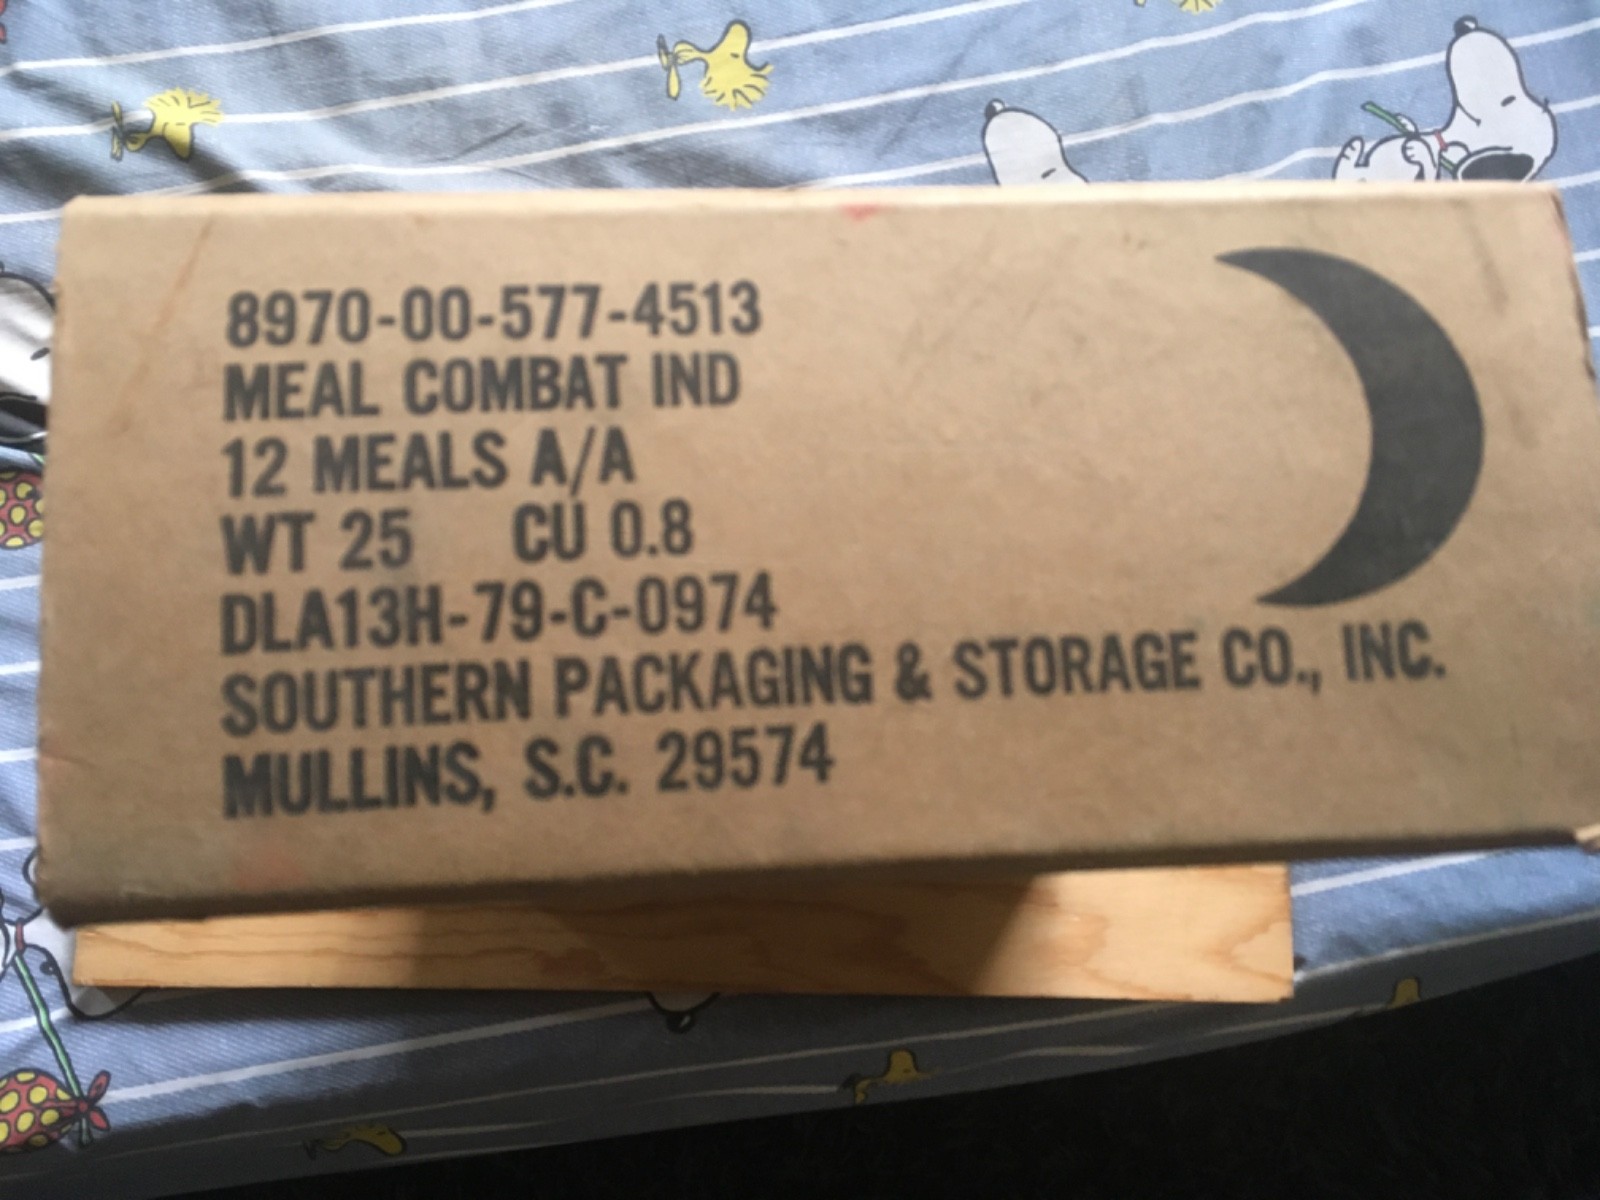 8970-00-577-4513
MEAL COMBAT IND
12 MEALS A/A
WT 25 CU 0.8
DLA13H-79-C-0974
SOUTHERN PACKAGING & STORAGE CO., INC.
MULLINS, S.C. 29574